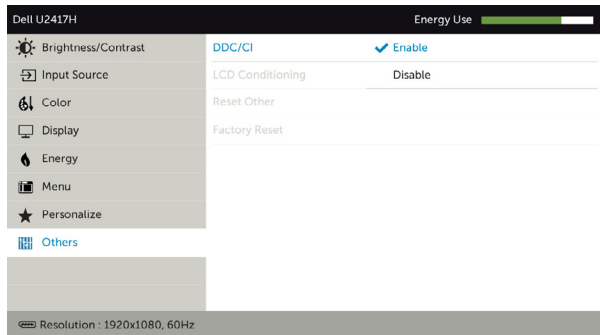 Dell U2417H Energy Use
Brightness/Contrast DDC/CI Enable
Input Source LCD Conditioning Disable
Color Reset Other
Display Factory Reset
Energy
Menu
Personalize
Others
Resolution : 1920x1080, 60Hz